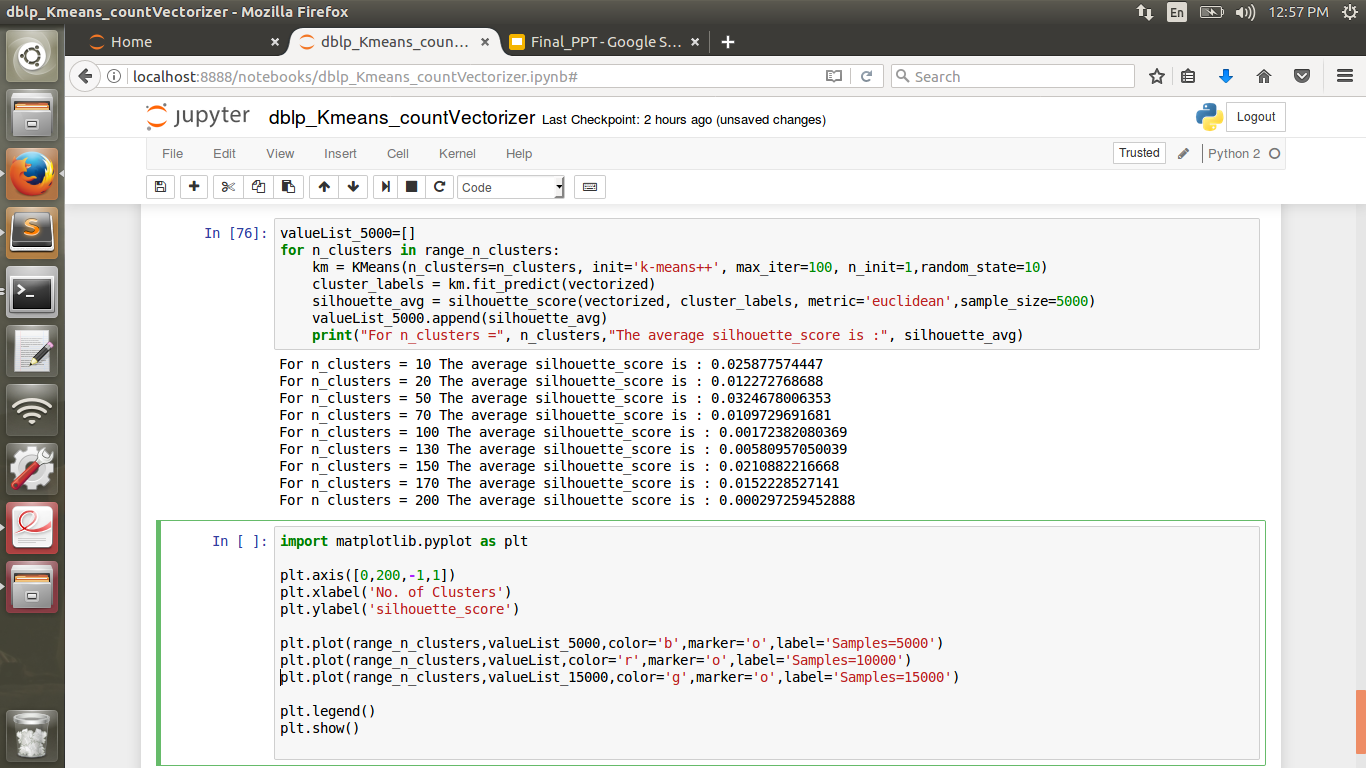 dblp_Kmeans_countVectorizer - Mozilla Firefox
En
12:57 PM
Home
dblp_Kmeans_coun...
Final_PPT - Google S...
localhost:8888/notebooks/dblp_Kmeans_countVectorizer.ipynb#
Search
jupyter
dblp_Kmeans_countVectorizer Last Checkpoint: 2 hours ago (unsaved changes)
Logout
File Edit View Insert Cell Kernel Help
Trusted
Python 2
Code
In [76]:
valueList_5000=[]
for n_clusters in range_n_clusters:
    km = KMeans(n_clusters=n_clusters, init='k-means++', max_iter=100, n_init=1,random_state=10)
    cluster_labels = km.fit_predict(vectorized)
    silhouette_avg = silhouette_score(vectorized, cluster_labels, metric='euclidean',sample_size=5000)
    valueList_5000.append(silhouette_avg)
    print("For n_clusters =", n_clusters,"The average silhouette_score is :", silhouette_avg)
For n_clusters = 10 The average silhouette_score is : 0.025877574447
For n_clusters = 20 The average silhouette_score is : 0.012272768688
For n_clusters = 50 The average silhouette_score is : 0.0324678006353
For n_clusters = 70 The average silhouette_score is : 0.0109729691681
For n_clusters = 100 The average silhouette_score is : 0.00172382080369
For n_clusters = 130 The average silhouette_score is : 0.00580957050039
For n_clusters = 150 The average silhouette_score is : 0.0210882216668
For n_clusters = 170 The average silhouette_score is : 0.0152228527141
For n clusters = 200 The average silhouette_score is : 0.000297259452888
In [ ]:
import matplotlib.pyplot as plt
plt.axis([0,200,-1,1])
plt.xlabel('No. of Clusters')
plt.ylabel('silhouette_score')
plt.plot(range_n_clusters,valueList_5000,color='b',marker='o',label='Samples=5000')
plt.plot(range_n_clusters,valueList,color='r',marker='o',label='Samples=10000')
plt.plot(range_n_clusters,valueList_15000,color='g',marker='o',label='Samples=15000')
plt.legend()
plt.show()